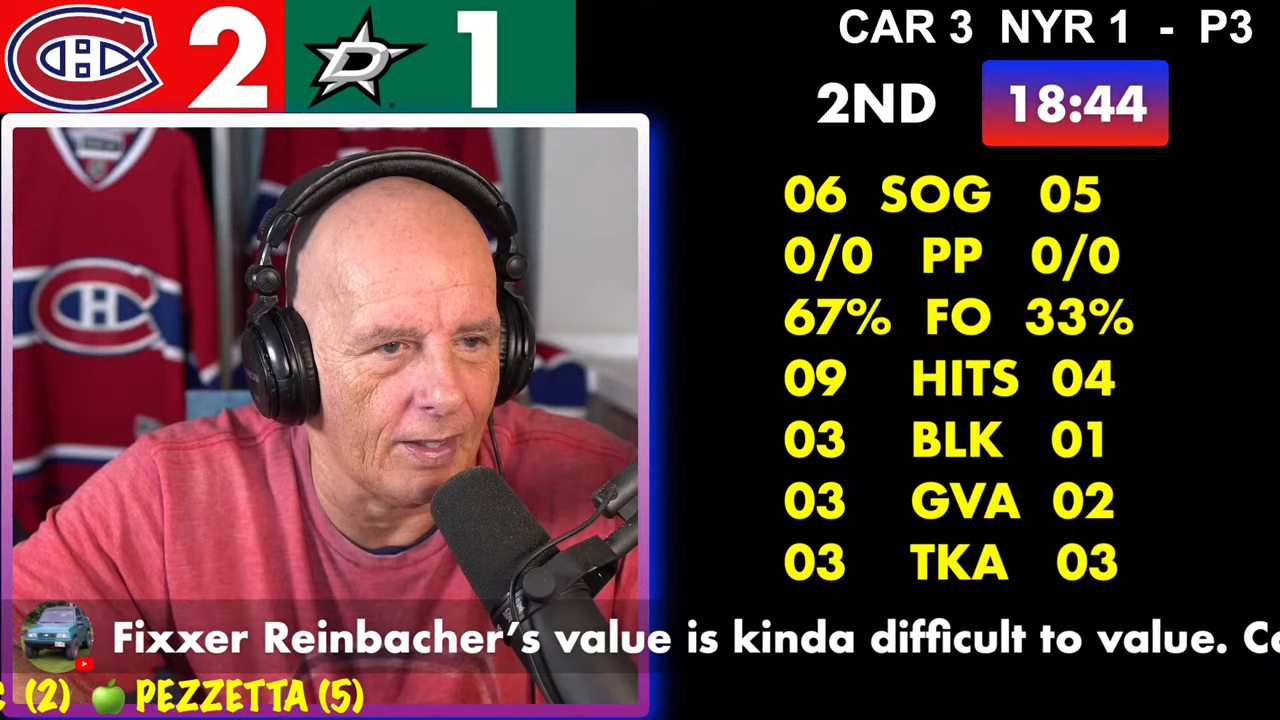 2
1
CAR 3 NYR 1 - P3
2ND 18:44
06 SOG 05
0/0 PP 0/0
67% FO 33%
09 HITS 04
03 BLK 01
03 GVA 02
03 TKA 03
Fixxer Reinbacher's value is kinda difficult to value.
(2) PEZZETTA (5)